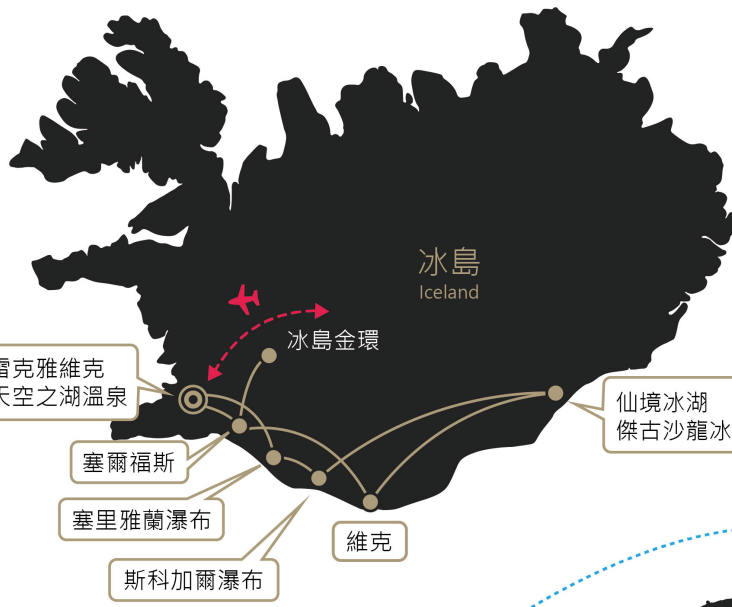 冰島
Iceland
冰島金環
雷克雅維克
天空之湖溫泉
塞爾福斯
塞里雅蘭瀑布
斯科加爾瀑布
維克
仙境冰湖
傑古沙龍冰